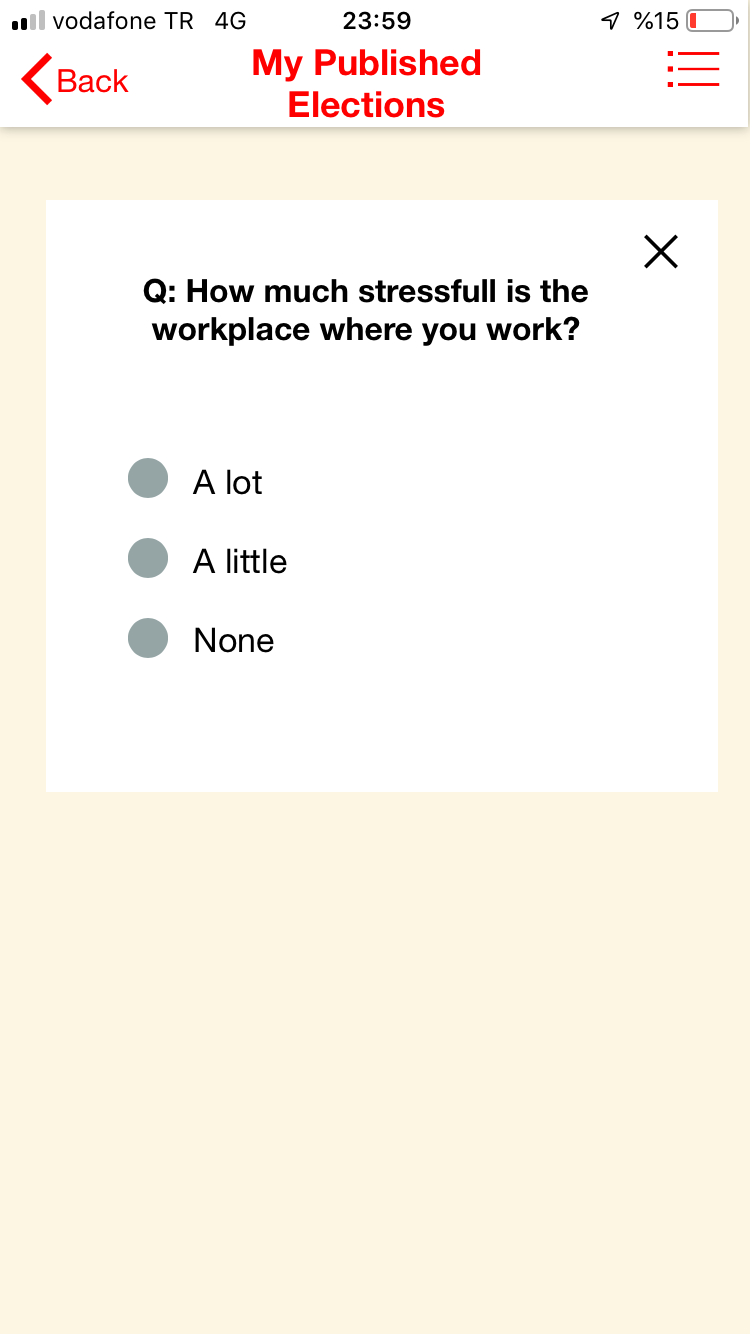 vodafone TR 4G 23:59 %15
Back
My Published
Elections
Q: How much stressfull is the
workplace where you work?
A lot
A little
None